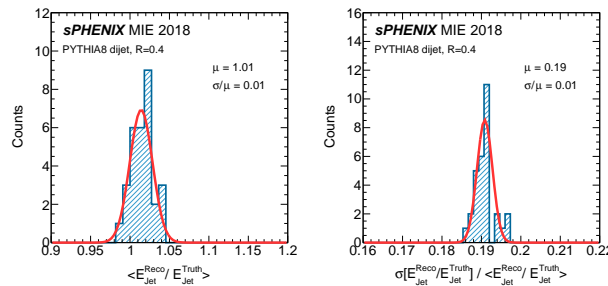 sPHENIX MIE 2018
PYTHIA8 dijet, R=0.4
μ = 1.01
σ/μ = 0.01
Counts
12
10
8
6
4
2
0
0.9 0.95 1 1.05 1.1 1.15 1.2
<E_Jet^Reco / E_Jet^Truth>
sPHENIX MIE 2018
PYTHIA8 dijet, R=0.4
μ = 0.19
σ/μ = 0.01
Counts
16
14
12
10
8
6
4
2
0
0.16 0.17 0.18 0.19 0.2 0.21 0.22
σ[E_Jet^Reco/E_Jet^Truth] / <E_Jet^Reco/ E_Jet^Truth>